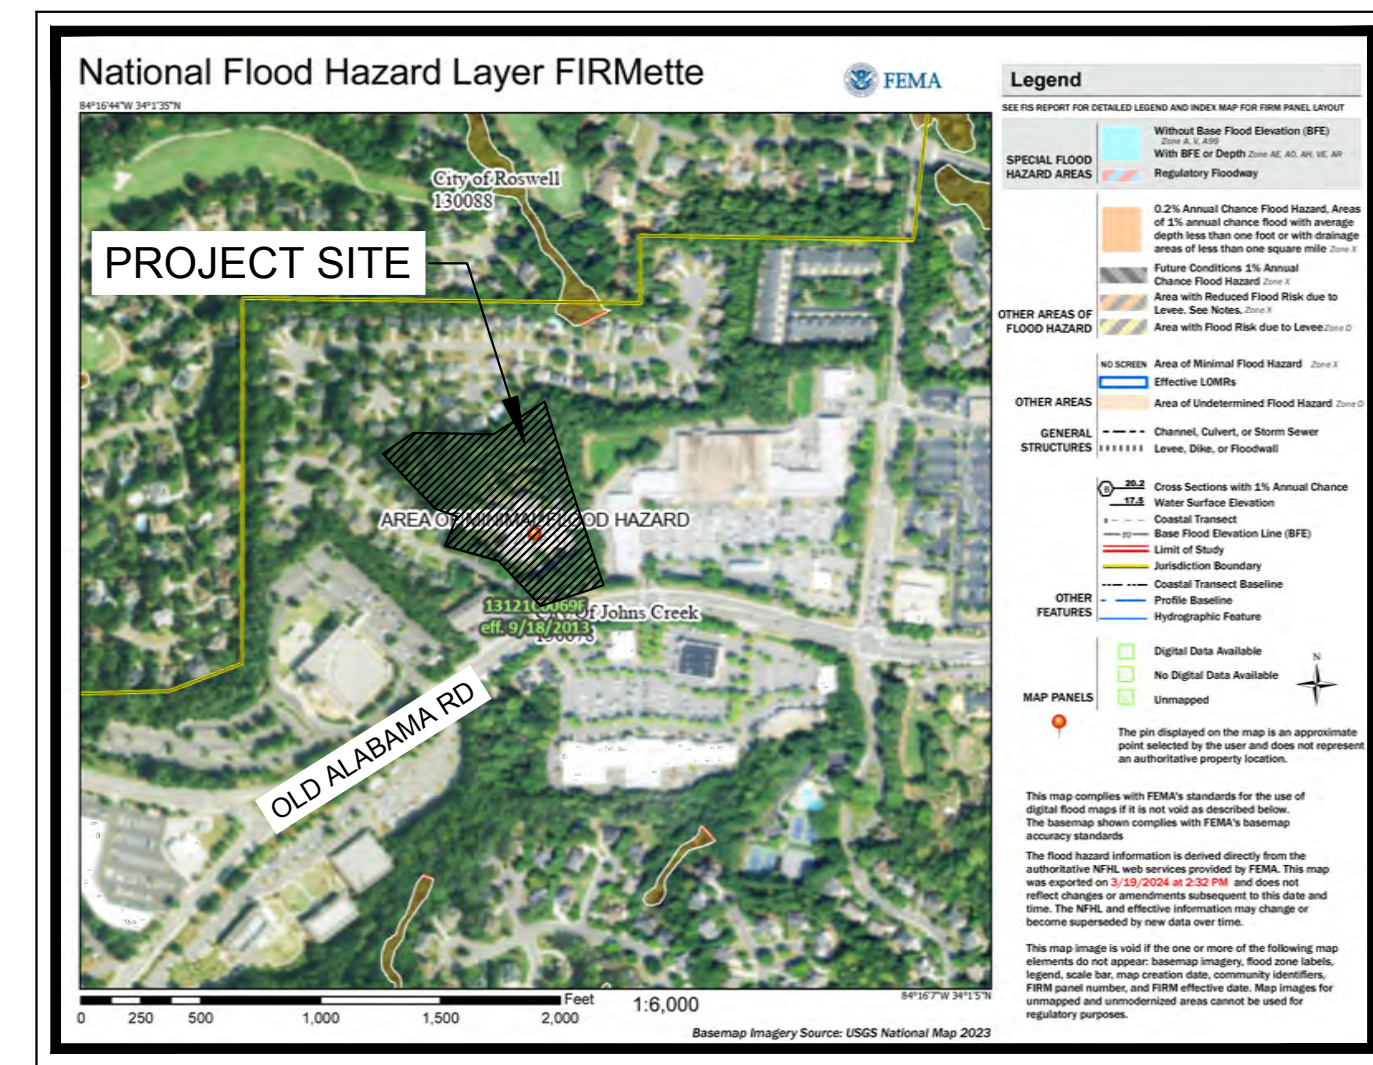 National Flood Hazard Layer FIRMette
FEMA
84°16'44"W 34°1'35"N
City of Roswell
130088
PROJECT SITE
AREA OF MINIMAL FLOOD HAZARD
13121C0069F
eff. 9/18/2013
City of Johns Creek
130678
OLD ALABAMA RD
0 250 500 1,000 1,500 2,000
Feet
1:6,000
84°16'7"W 34°1'5"N
Basemap Imagery Source: USGS National Map 2023
Legend
SEE FIS REPORT FOR DETAILED LEGEND AND INDEX MAP FOR FIRM PANEL LAYOUT
SPECIAL FLOOD
HAZARD AREAS
Without Base Flood Elevation (BFE)
Zone A, V, A99
With BFE or Depth Zone AE, AO, AH, VE, AR
Regulatory Floodway
0.2% Annual Chance Flood Hazard, Areas
of 1% annual chance flood with average
depth less than one foot or with drainage
areas of less than one square mile Zone X
Future Conditions 1% Annual
Chance Flood Hazard Zone X
Area with Reduced Flood Risk due to
Levee. See Notes. Zone X
Area with Flood Risk due to Levee Zone D
OTHER AREAS OF
FLOOD HAZARD
NO SCREEN Area of Minimal Flood Hazard Zone X
Effective LOMRs
OTHER AREAS
Area of Undetermined Flood Hazard Zone D
GENERAL
STRUCTURES
Channel, Culvert, or Storm Sewer
Levee, Dike, or Floodwall
B 20.2 Cross Sections with 1% Annual Chance
17.5 Water Surface Elevation
8 Coastal Transect
Base Flood Elevation Line (BFE)
Limit of Study
Jurisdiction Boundary
Coastal Transect Baseline
OTHER
FEATURES
Profile Baseline
Hydrographic Feature
Digital Data Available
No Digital Data Available
Unmapped
MAP PANELS
N
The pin displayed on the map is an approximate
point selected by the user and does not represent
an authoritative property location.
This map complies with FEMA's standards for the use of
digital flood maps if it is not void as described below.
The basemap shown complies with FEMA's basemap
accuracy standards
The flood hazard information is derived directly from the
authoritative NFHL web services provided by FEMA. This map
was exported on 3/19/2024 at 2:32 PM and does not
reflect changes or amendments subsequent to this date and
time. The NFHL and effective information may change or
become superseded by new data over time.
This map image is void if the one or more of the following map
elements do not appear: basemap imagery, flood zone labels,
legend, scale bar, map creation date, community identifiers,
FIRM panel number, and FIRM effective date. Map images for
unmapped and unmodernized areas cannot be used for
regulatory purposes.